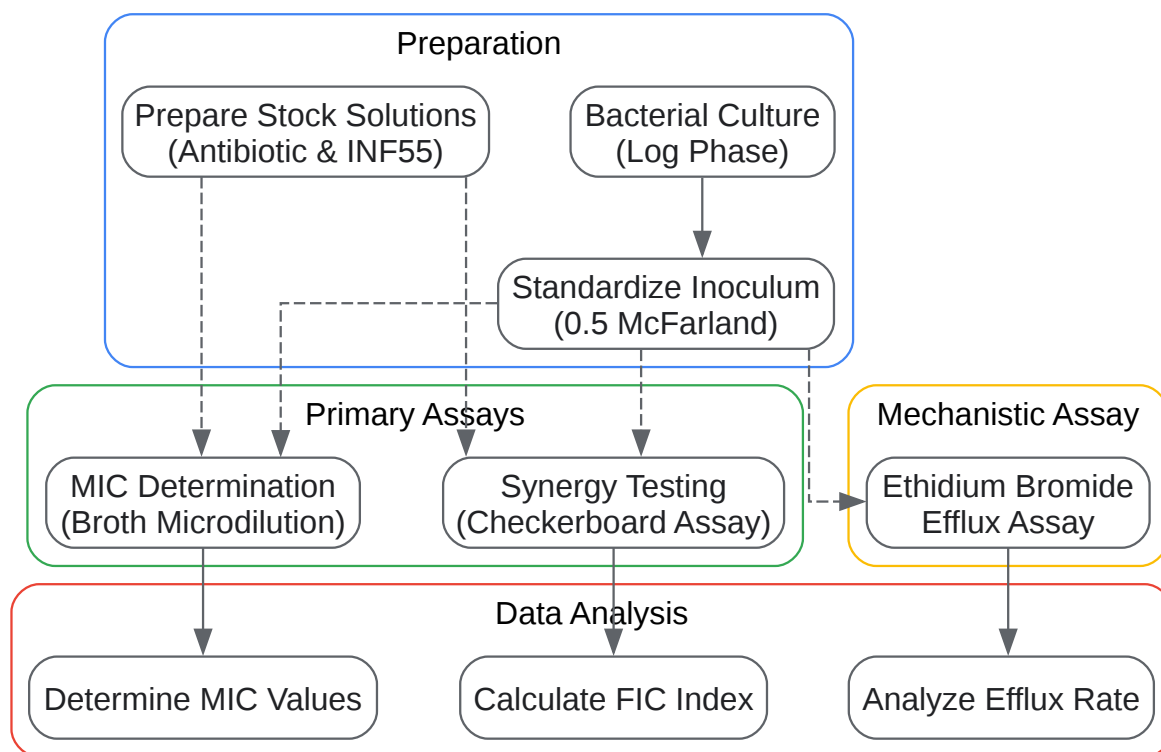 Preparation
Prepare Stock Solutions
(Antibiotic & INF55)
Bacterial Culture
(Log Phase)
Standardize Inoculum
(0.5 McFarland)
Primary Assays
MIC Determination
(Broth Microdilution)
Synergy Testing
(Checkerboard Assay)
Mechanistic Assay
Ethidium Bromide
Efflux Assay
Data Analysis
Determine MIC Values
Calculate FIC Index
Analyze Efflux Rate